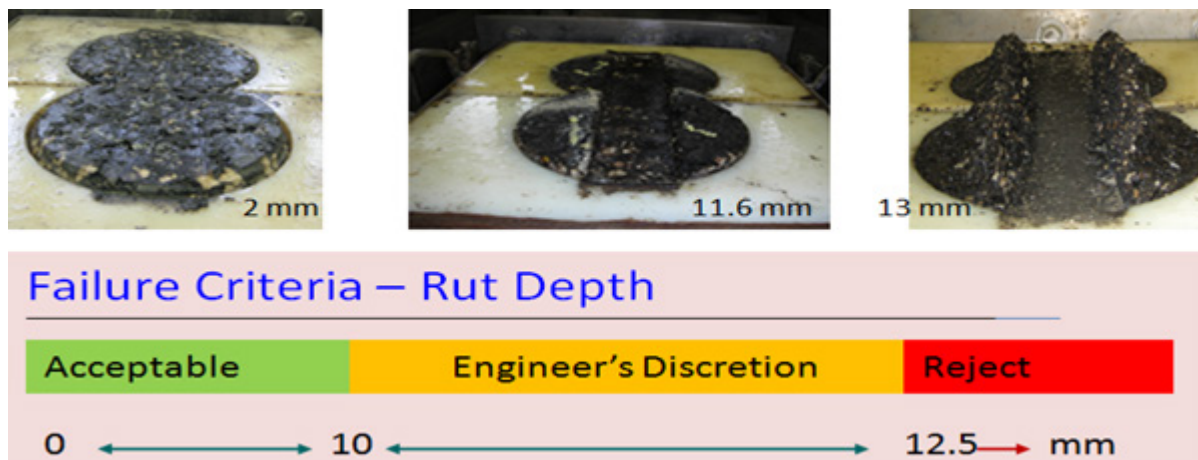 2 mm
11.6 mm
13 mm
Failure Criteria – Rut Depth
Acceptable
Engineer’s Discretion
Reject
0
10
12.5
mm